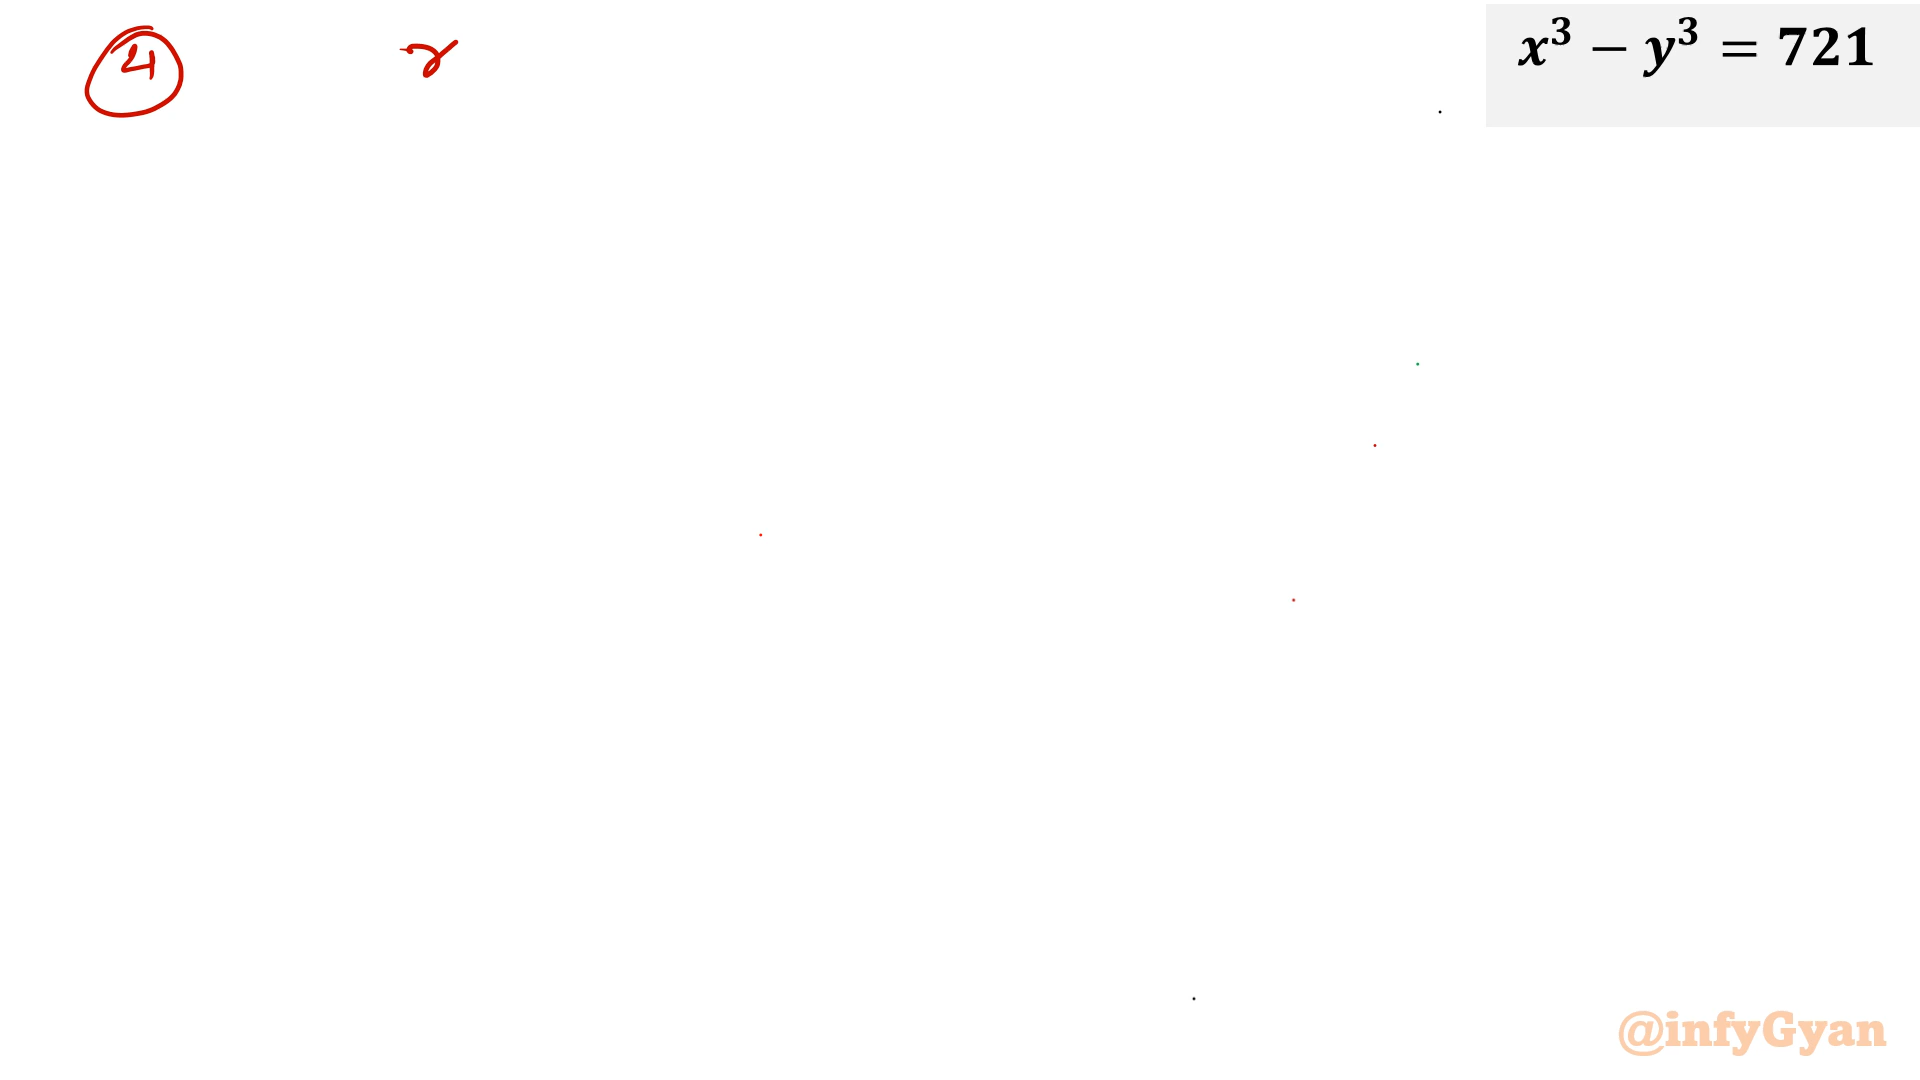 ④ x
x³ − y³ = 721
@infyGyan